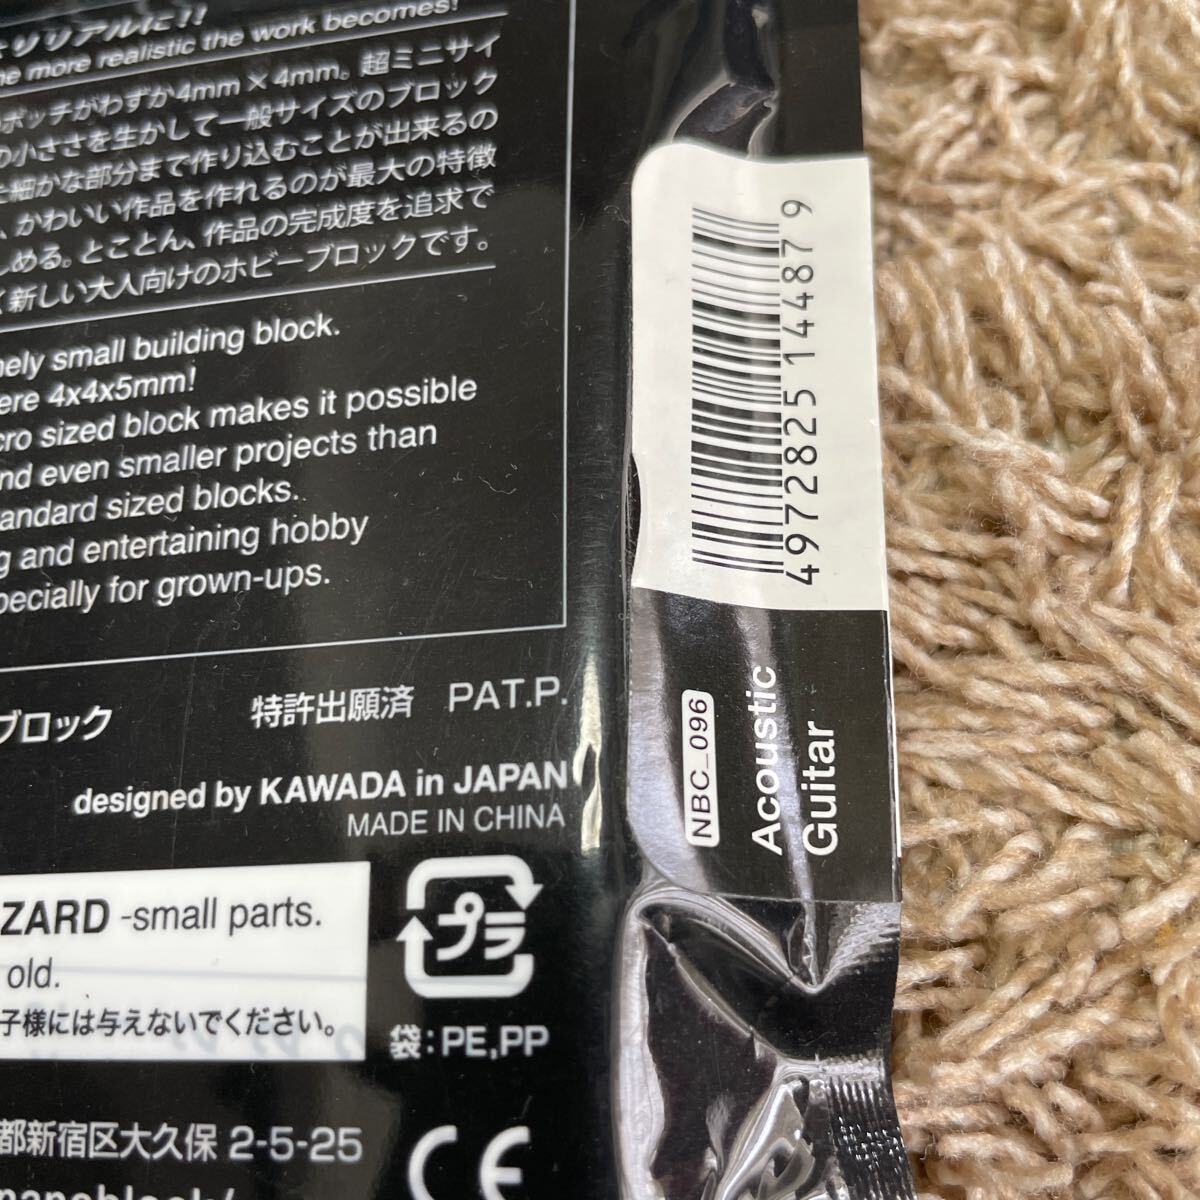 リアルに!!
more realistic the work becomes!
ポッチがわずか4mm×4mm。超ミニサイ
の小ささを生かして一般サイズのブロック
細かな部分まで作り込むことが出来るの
、かわいい作品を作れるのが最大の特徴
しめる。とことん、作品の完成度を追求で
く新しい大人向けのホビーブロックです。
mely small building block.
ere 4x4x5mm!
cro sized block makes it possible
nd even smaller projects than
andard sized blocks.
g and entertaining hobby
pecially for grown-ups.
ブロック
特許出願済 PAT.P.
designed by KAWADA in JAPAN
MADE IN CHINA
ZARD -small parts.
old.
子様には与えないでください。
プラ
袋:PE,PP
都新宿区大久保 2-5-25
CE
nanoblock/
4972825144879
NBC_096
Acoustic
Guitar